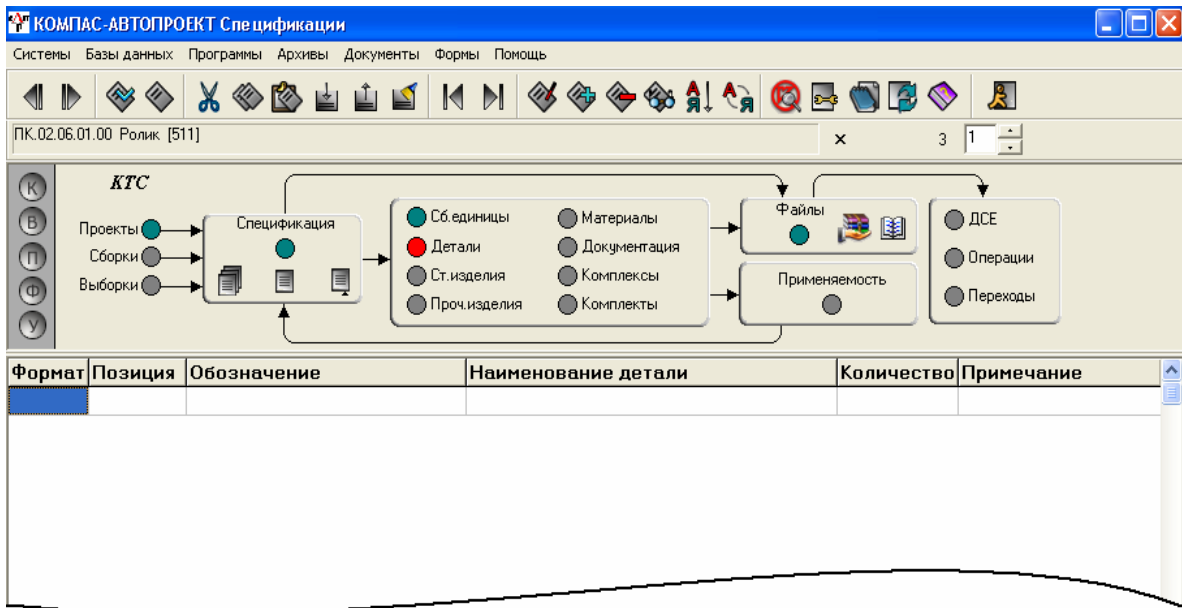 КОМПАС-АВТОПРОЕКТ Спецификации
Системы Базы данных Программы Архивы Документы Формы Помощь
ПК.02.06.01.00 Ролик [511] × 3 1
К
В
П
Ф
У
КТС
Проекты
Сборки
Выборки
Спецификация
Сб.единицы
Детали
Ст.изделия
Проч.изделия
Материалы
Документация
Комплексы
Комплекты
Файлы
Применяемость
ДСЕ
Операции
Переходы
Формат Позиция Обозначение Наименование детали Количество Примечание